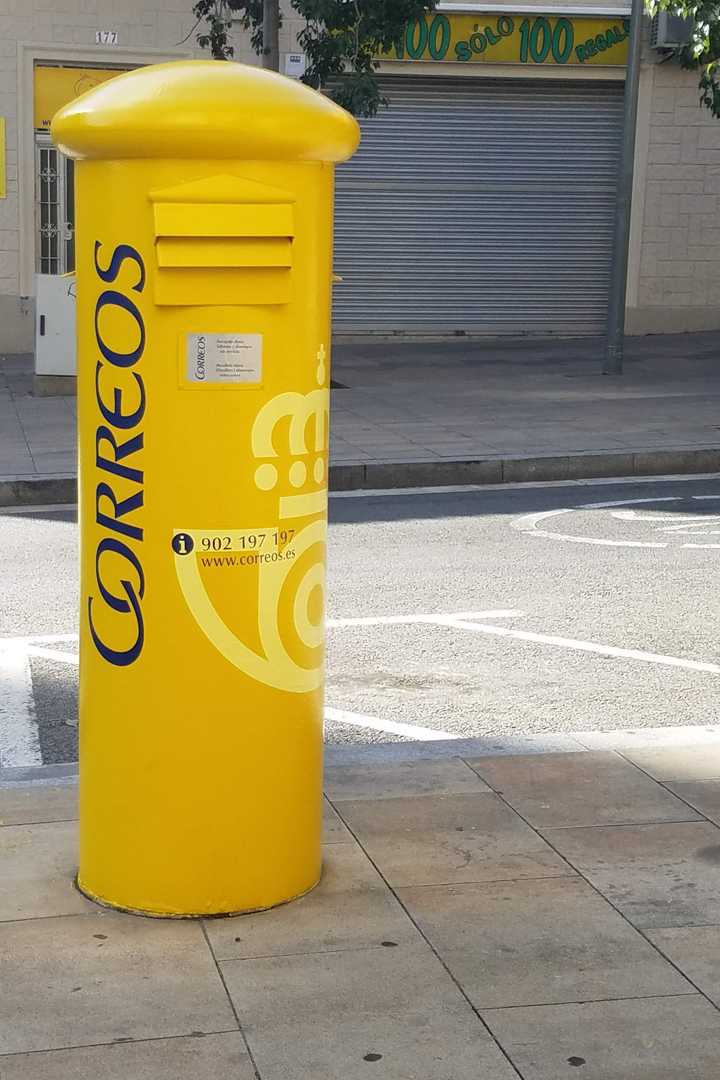 177
100 SÓLO 100 REGALO
CORREOS
CORREOS
i 902 197 197
www.correos.es